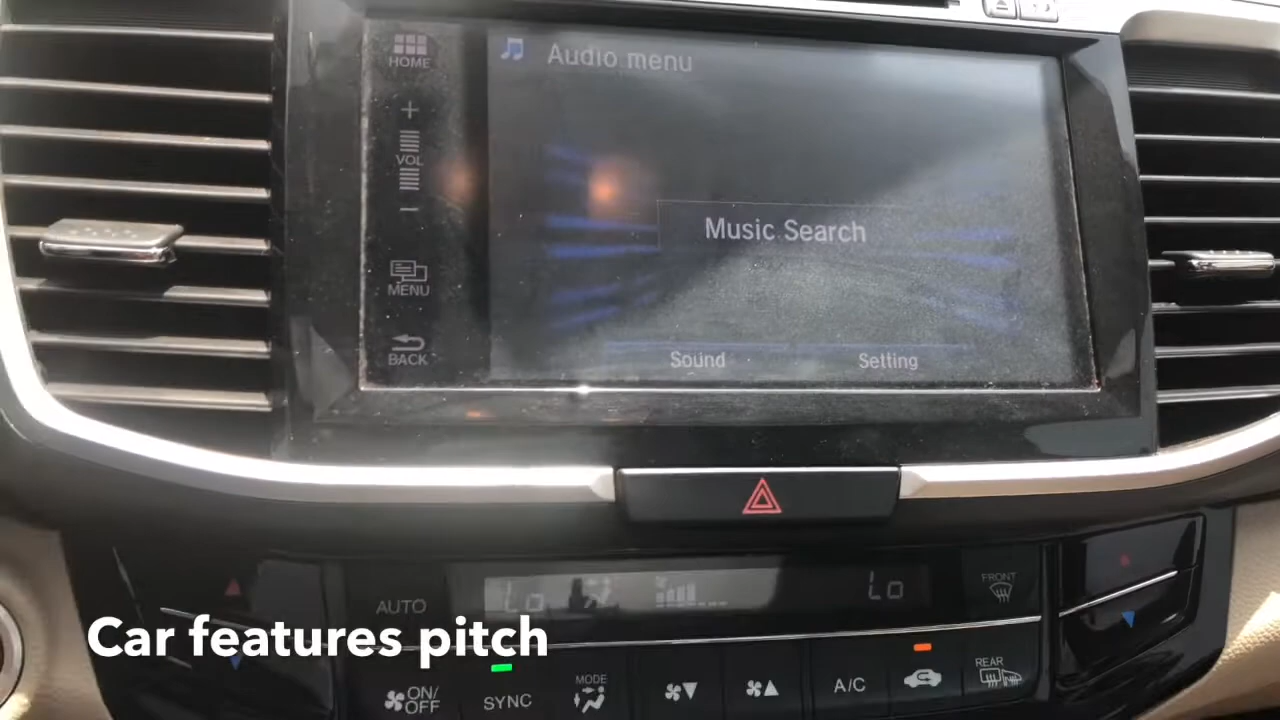 HOME
Audio menu
+
VOL
Music Search
−
MENU
BACK
Sound
Setting
AUTO
Lo
Lo
FRONT
Car features pitch
ON/
OFF
SYNC
MODE
A/C
REAR